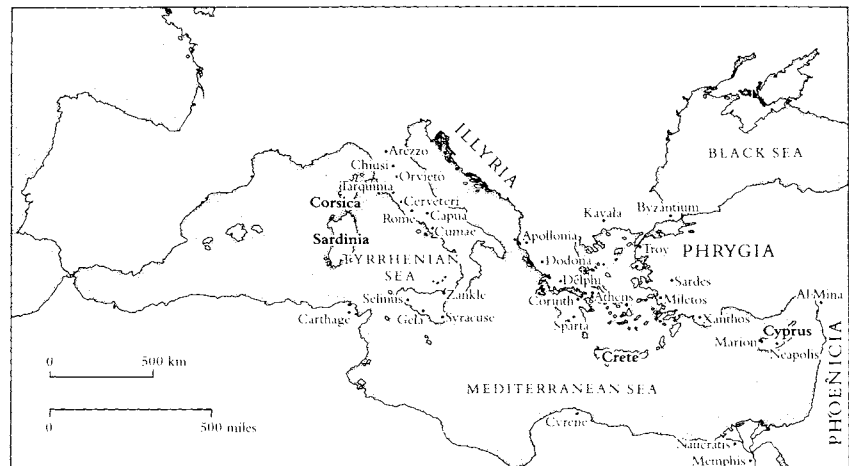 ILLYRIA
BLACK SEA
Arezzo
Chiusi
Orvieto
Tarquinia
Corsica
Cerveteri
Rome
Capua
Cumae
Sardinia
TYRRHENIAN
SEA
Kavala
Byzantium
Apollonia
Troy
PHRYGIA
Dodona
Delphi
Sardes
Corinth
Athens
Miletos
Al Mina
Zankle
Selinus
Carthage
Gela
Syracuse
Sparta
Xanthos
Cyprus
Marion
Neapolis
Crete
PHOENICIA
0 500 km
MEDITERRANEAN SEA
0 500 miles
Cyrene
Naucratis
Memphis